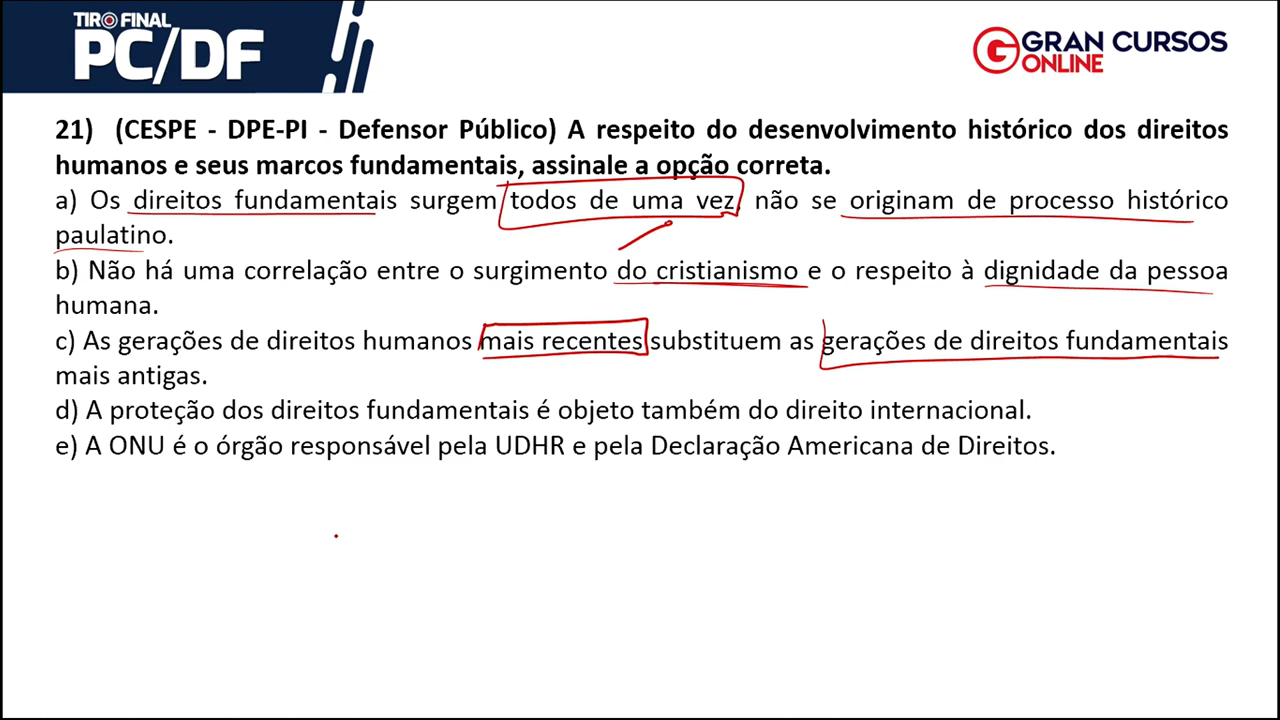 TIRO FINAL
PC/DF
GRAN CURSOS
ONLINE
21) (CESPE - DPE-PI - Defensor Público) A respeito do desenvolvimento histórico dos direitos
humanos e seus marcos fundamentais, assinale a opção correta.
a) Os direitos fundamentais surgem todos de uma vez, não se originam de processo histórico
paulatino.
b) Não há uma correlação entre o surgimento do cristianismo e o respeito à dignidade da pessoa
humana.
c) As gerações de direitos humanos mais recentes substituem as gerações de direitos fundamentais
mais antigas.
d) A proteção dos direitos fundamentais é objeto também do direito internacional.
e) A ONU é o órgão responsável pela UDHR e pela Declaração Americana de Direitos.